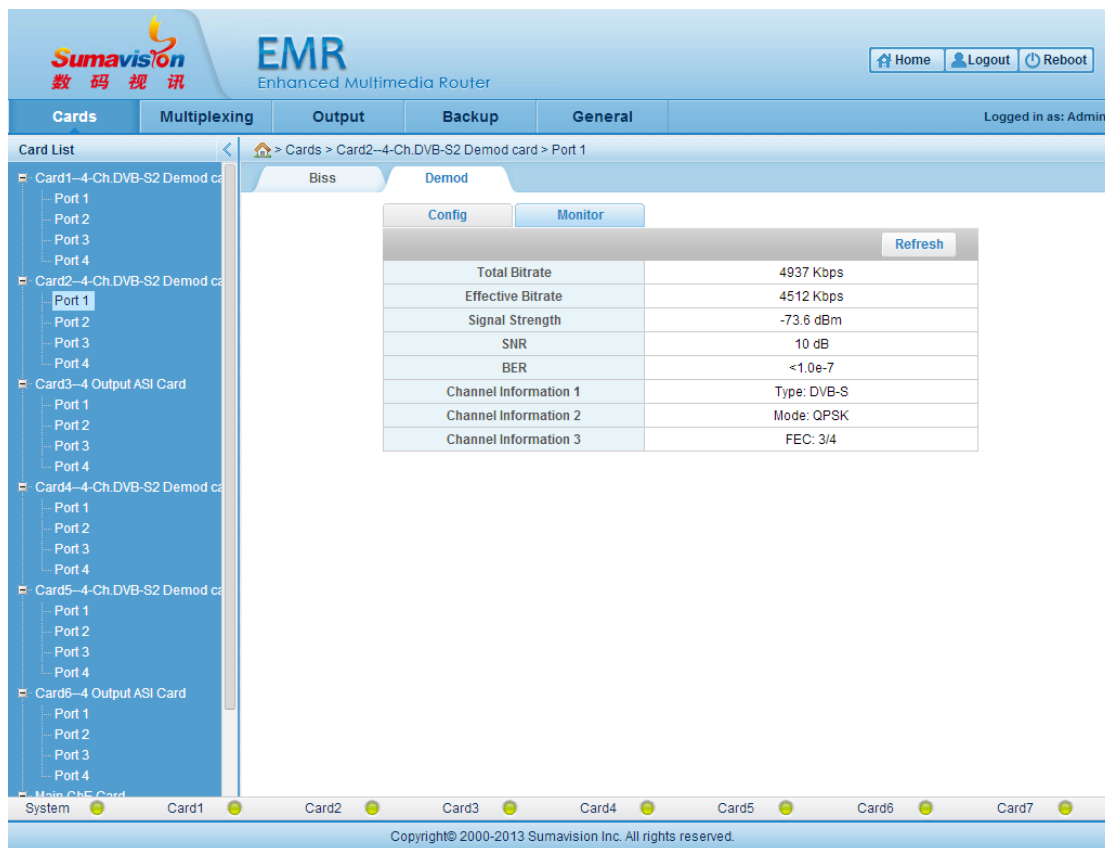 Sumavision
数 码 视 讯
EMR
Enhanced Multimedia Router
Home Logout Reboot
Cards Multiplexing Output Backup General Logged in as: Admin
Card List
> Cards > Card2--4-Ch.DVB-S2 Demod card > Port 1
Biss Demod
Config Monitor
Refresh
Total Bitrate 4937 Kbps
Effective Bitrate 4512 Kbps
Signal Strength -73.6 dBm
SNR 10 dB
BER <1.0e-7
Channel Information 1 Type: DVB-S
Channel Information 2 Mode: QPSK
Channel Information 3 FEC: 3/4
Card1--4-Ch.DVB-S2 Demod ca
Port 1
Port 2
Port 3
Port 4
Card2--4-Ch.DVB-S2 Demod ca
Port 1
Port 2
Port 3
Port 4
Card3--4 Output ASI Card
Port 1
Port 2
Port 3
Port 4
Card4--4-Ch.DVB-S2 Demod ca
Port 1
Port 2
Port 3
Port 4
Card5--4-Ch.DVB-S2 Demod ca
Port 1
Port 2
Port 3
Port 4
Card6--4 Output ASI Card
Port 1
Port 2
Port 3
Port 4
Main GbE Card
System Card1 Card2 Card3 Card4 Card5 Card6 Card7
Copyright© 2000-2013 Sumavision Inc. All rights reserved.